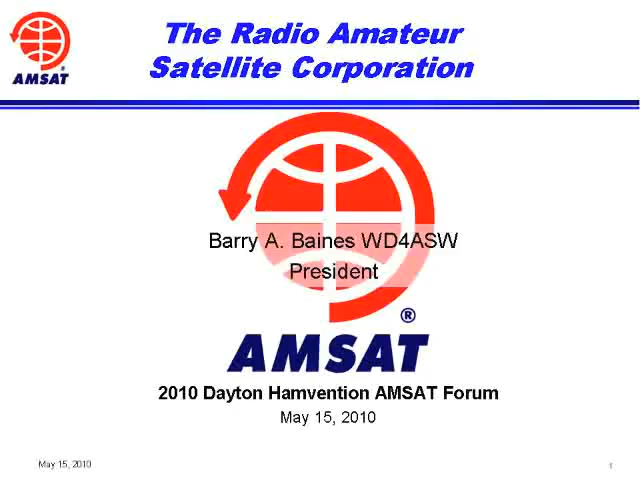 AMSAT
The Radio Amateur
Satellite Corporation
Barry A. Baines WD4ASW
President
®
AMSAT
2010 Dayton Hamvention AMSAT Forum
May 15, 2010
May 15, 2010
1